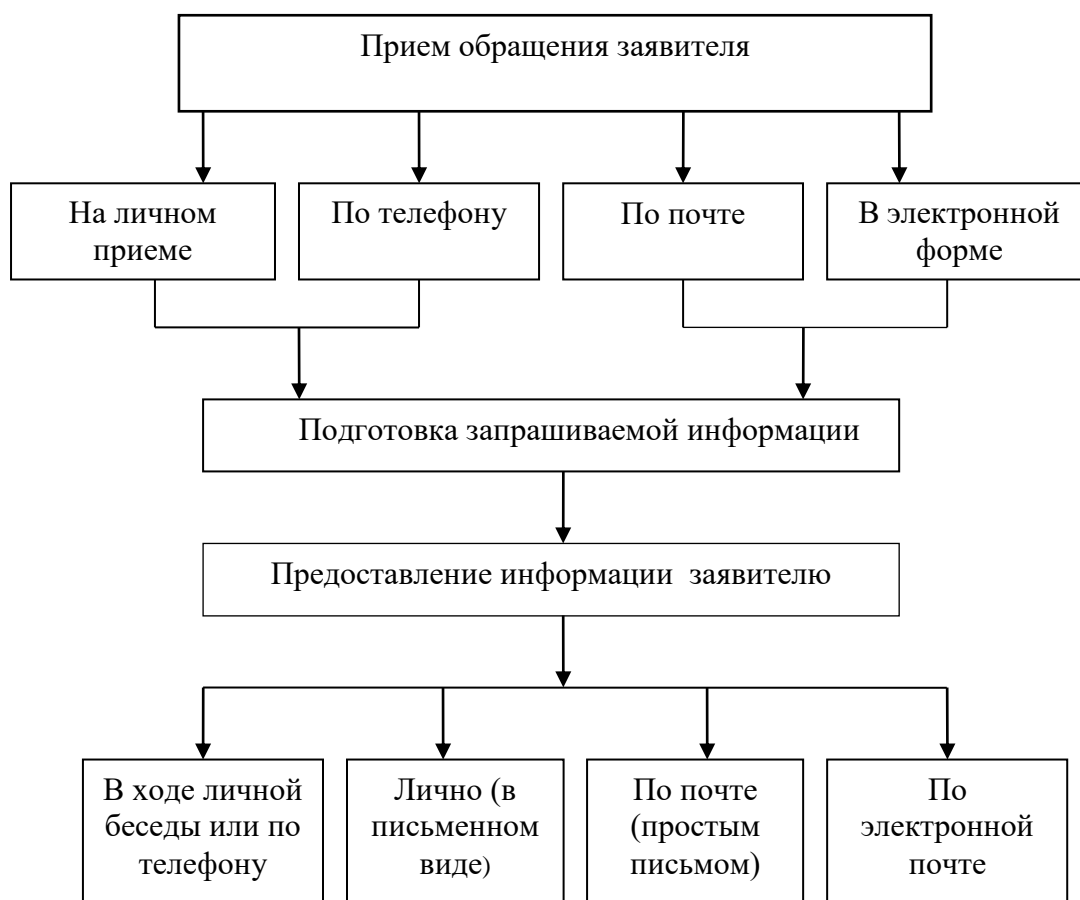 Прием обращения заявителя
На личном
приеме
По телефону
По почте
В электронной
форме
Подготовка запрашиваемой информации
Предоставление информации  заявителю
В ходе личной
беседы или по
телефону
Лично (в
письменном
виде)
По почте
(простым
письмом)
По
электронной
почте